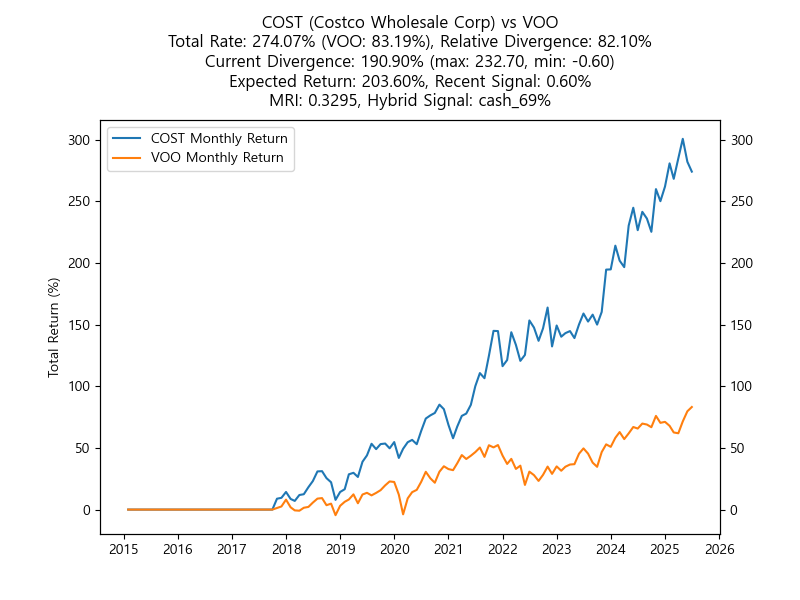 COST (Costco Wholesale Corp) vs VOO
Total Rate: 274.07% (VOO: 83.19%), Relative Divergence: 82.10%
Current Divergence: 190.90% (max: 232.70, min: -0.60)
Expected Return: 203.60%, Recent Signal: 0.60%
MRI: 0.3295, Hybrid Signal: cash_69%
COST Monthly Return
VOO Monthly Return
Total Return (%)
300
250
200
150
100
50
0
300
250
200
150
100
50
0
2015 2016 2017 2018 2019 2020 2021 2022 2023 2024 2025 2026